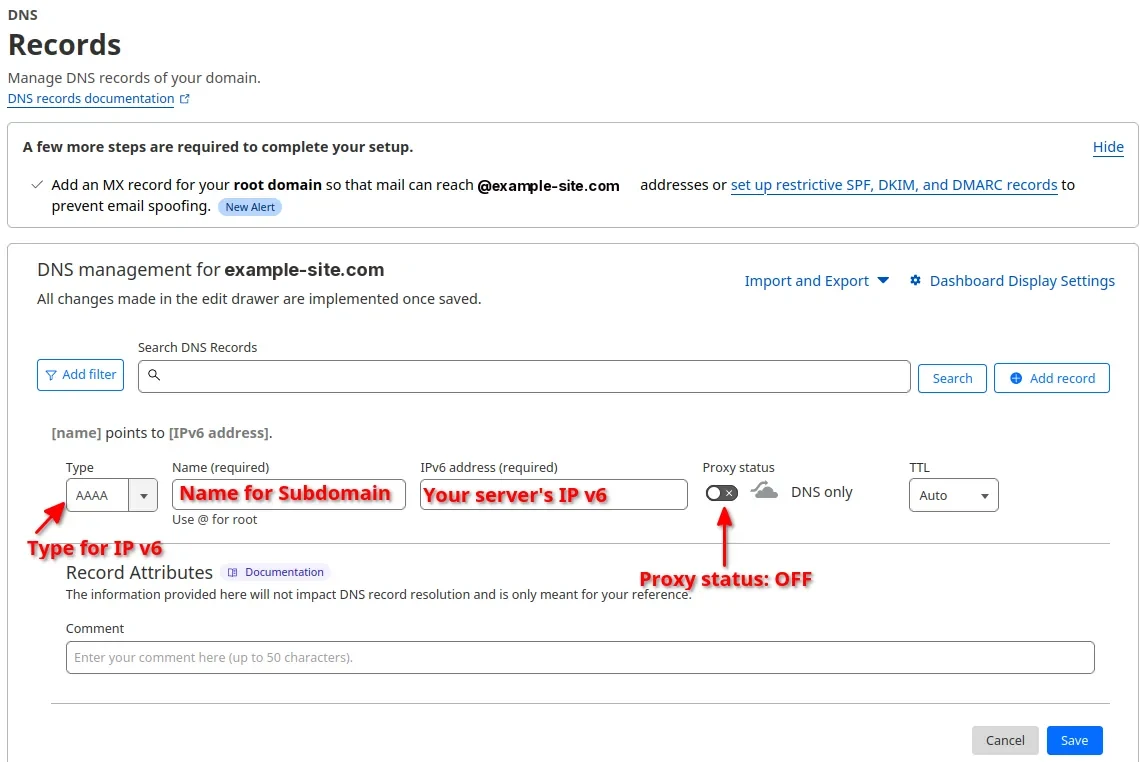 DNS
Records
Manage DNS records of your domain.
DNS records documentation
A few more steps are required to complete your setup.
Hide
Add an MX record for your root domain so that mail can reach @example-site.com addresses or set up restrictive SPF, DKIM, and DMARC records to
prevent email spoofing. New Alert
DNS management for example-site.com
Import and Export
Dashboard Display Settings
All changes made in the edit drawer are implemented once saved.
Search DNS Records
Add filter
Search
Add record
[name] points to [IPv6 address].
Type
Name (required)
IPv6 address (required)
Proxy status
TTL
AAAA
Name for Subdomain
Your server's IP v6
DNS only
Auto
Use @ for root
Type for IP v6
Proxy status: OFF
Record Attributes
Documentation
The information provided here will not impact DNS record resolution and is only meant for your reference.
Comment
Enter your comment here (up to 50 characters).
Cancel
Save